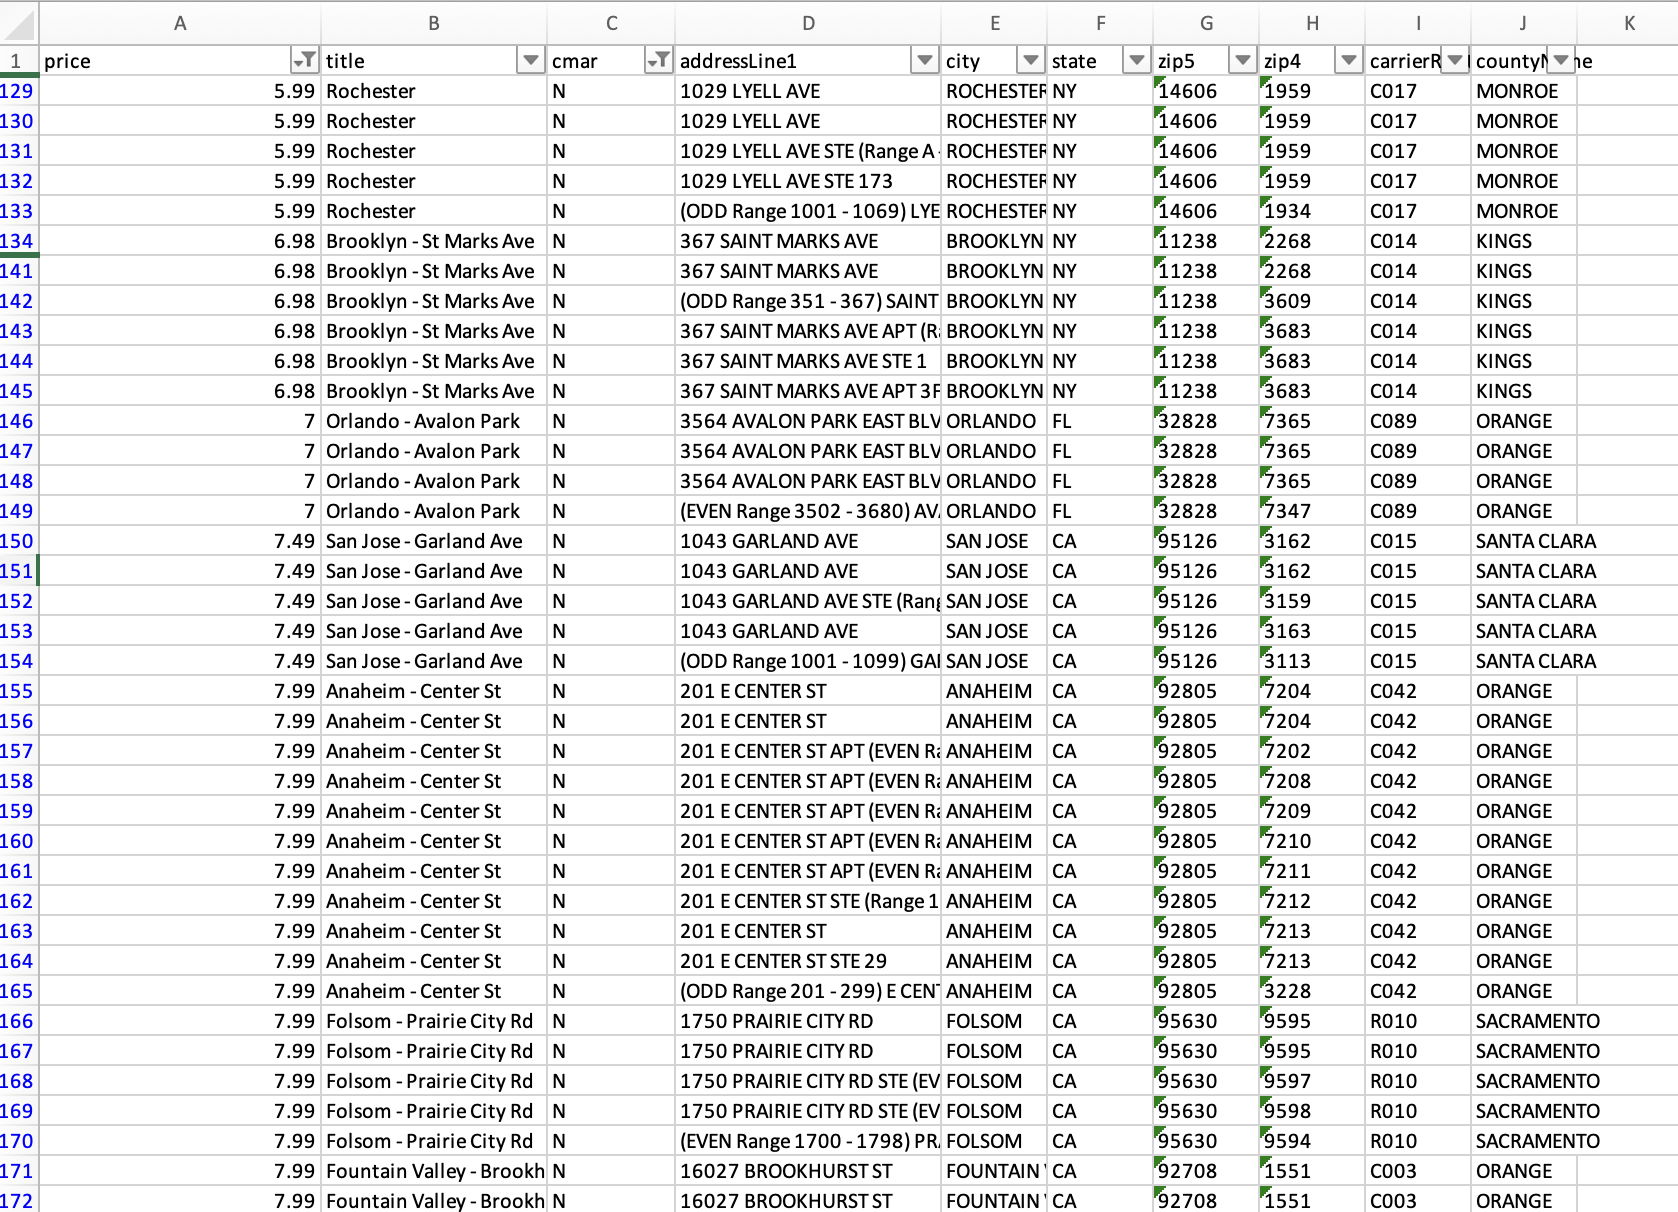 A B C D E F G H I J K
1 price title cmar addressLine1 city state zip5 zip4 carrierR countyN ne
129 5.99 Rochester N 1029 LYELL AVE ROCHESTER NY 14606 1959 C017 MONROE
130 5.99 Rochester N 1029 LYELL AVE ROCHESTER NY 14606 1959 C017 MONROE
131 5.99 Rochester N 1029 LYELL AVE STE (Range A - ROCHESTER NY 14606 1959 C017 MONROE
132 5.99 Rochester N 1029 LYELL AVE STE 173 ROCHESTER NY 14606 1959 C017 MONROE
133 5.99 Rochester N (ODD Range 1001 - 1069) LYE ROCHESTER NY 14606 1934 C017 MONROE
134 6.98 Brooklyn - St Marks Ave N 367 SAINT MARKS AVE BROOKLYN NY 11238 2268 C014 KINGS
141 6.98 Brooklyn - St Marks Ave N 367 SAINT MARKS AVE BROOKLYN NY 11238 2268 C014 KINGS
142 6.98 Brooklyn - St Marks Ave N (ODD Range 351 - 367) SAINT BROOKLYN NY 11238 3609 C014 KINGS
143 6.98 Brooklyn - St Marks Ave N 367 SAINT MARKS AVE APT (Ra BROOKLYN NY 11238 3683 C014 KINGS
144 6.98 Brooklyn - St Marks Ave N 367 SAINT MARKS AVE STE 1 BROOKLYN NY 11238 3683 C014 KINGS
145 6.98 Brooklyn - St Marks Ave N 367 SAINT MARKS AVE APT 3F BROOKLYN NY 11238 3683 C014 KINGS
146 7 Orlando - Avalon Park N 3564 AVALON PARK EAST BLV ORLANDO FL 32828 7365 C089 ORANGE
147 7 Orlando - Avalon Park N 3564 AVALON PARK EAST BLV ORLANDO FL 32828 7365 C089 ORANGE
148 7 Orlando - Avalon Park N 3564 AVALON PARK EAST BLV ORLANDO FL 32828 7365 C089 ORANGE
149 7 Orlando - Avalon Park N (EVEN Range 3502 - 3680) AVA ORLANDO FL 32828 7347 C089 ORANGE
150 7.49 San Jose - Garland Ave N 1043 GARLAND AVE SAN JOSE CA 95126 3162 C015 SANTA CLARA
151 7.49 San Jose - Garland Ave N 1043 GARLAND AVE SAN JOSE CA 95126 3162 C015 SANTA CLARA
152 7.49 San Jose - Garland Ave N 1043 GARLAND AVE STE (Rang SAN JOSE CA 95126 3159 C015 SANTA CLARA
153 7.49 San Jose - Garland Ave N 1043 GARLAND AVE SAN JOSE CA 95126 3163 C015 SANTA CLARA
154 7.49 San Jose - Garland Ave N (ODD Range 1001 - 1099) GAI SAN JOSE CA 95126 3113 C015 SANTA CLARA
155 7.99 Anaheim - Center St N 201 E CENTER ST ANAHEIM CA 92805 7204 C042 ORANGE
156 7.99 Anaheim - Center St N 201 E CENTER ST ANAHEIM CA 92805 7204 C042 ORANGE
157 7.99 Anaheim - Center St N 201 E CENTER ST APT (EVEN Ra ANAHEIM CA 92805 7202 C042 ORANGE
158 7.99 Anaheim - Center St N 201 E CENTER ST APT (EVEN Ra ANAHEIM CA 92805 7208 C042 ORANGE
159 7.99 Anaheim - Center St N 201 E CENTER ST APT (EVEN Ra ANAHEIM CA 92805 7209 C042 ORANGE
160 7.99 Anaheim - Center St N 201 E CENTER ST APT (EVEN Ra ANAHEIM CA 92805 7210 C042 ORANGE
161 7.99 Anaheim - Center St N 201 E CENTER ST APT (EVEN Ra ANAHEIM CA 92805 7211 C042 ORANGE
162 7.99 Anaheim - Center St N 201 E CENTER ST STE (Range 1 ANAHEIM CA 92805 7212 C042 ORANGE
163 7.99 Anaheim - Center St N 201 E CENTER ST ANAHEIM CA 92805 7213 C042 ORANGE
164 7.99 Anaheim - Center St N 201 E CENTER ST STE 29 ANAHEIM CA 92805 7213 C042 ORANGE
165 7.99 Anaheim - Center St N (ODD Range 201 - 299) E CENT ANAHEIM CA 92805 3228 C042 ORANGE
166 7.99 Folsom - Prairie City Rd N 1750 PRAIRIE CITY RD FOLSOM CA 95630 9595 R010 SACRAMENTO
167 7.99 Folsom - Prairie City Rd N 1750 PRAIRIE CITY RD FOLSOM CA 95630 9595 R010 SACRAMENTO
168 7.99 Folsom - Prairie City Rd N 1750 PRAIRIE CITY RD STE (EV FOLSOM CA 95630 9597 R010 SACRAMENTO
169 7.99 Folsom - Prairie City Rd N 1750 PRAIRIE CITY RD STE (EV FOLSOM CA 95630 9598 R010 SACRAMENTO
170 7.99 Folsom - Prairie City Rd N (EVEN Range 1700 - 1798) PRA FOLSOM CA 95630 9594 R010 SACRAMENTO
171 7.99 Fountain Valley - Brookh N 16027 BROOKHURST ST FOUNTAIN CA 92708 1551 C003 ORANGE
172 7.99 Fountain Valley - Brookh N 16027 BROOKHURST ST FOUNTAIN CA 92708 1551 C003 ORANGE